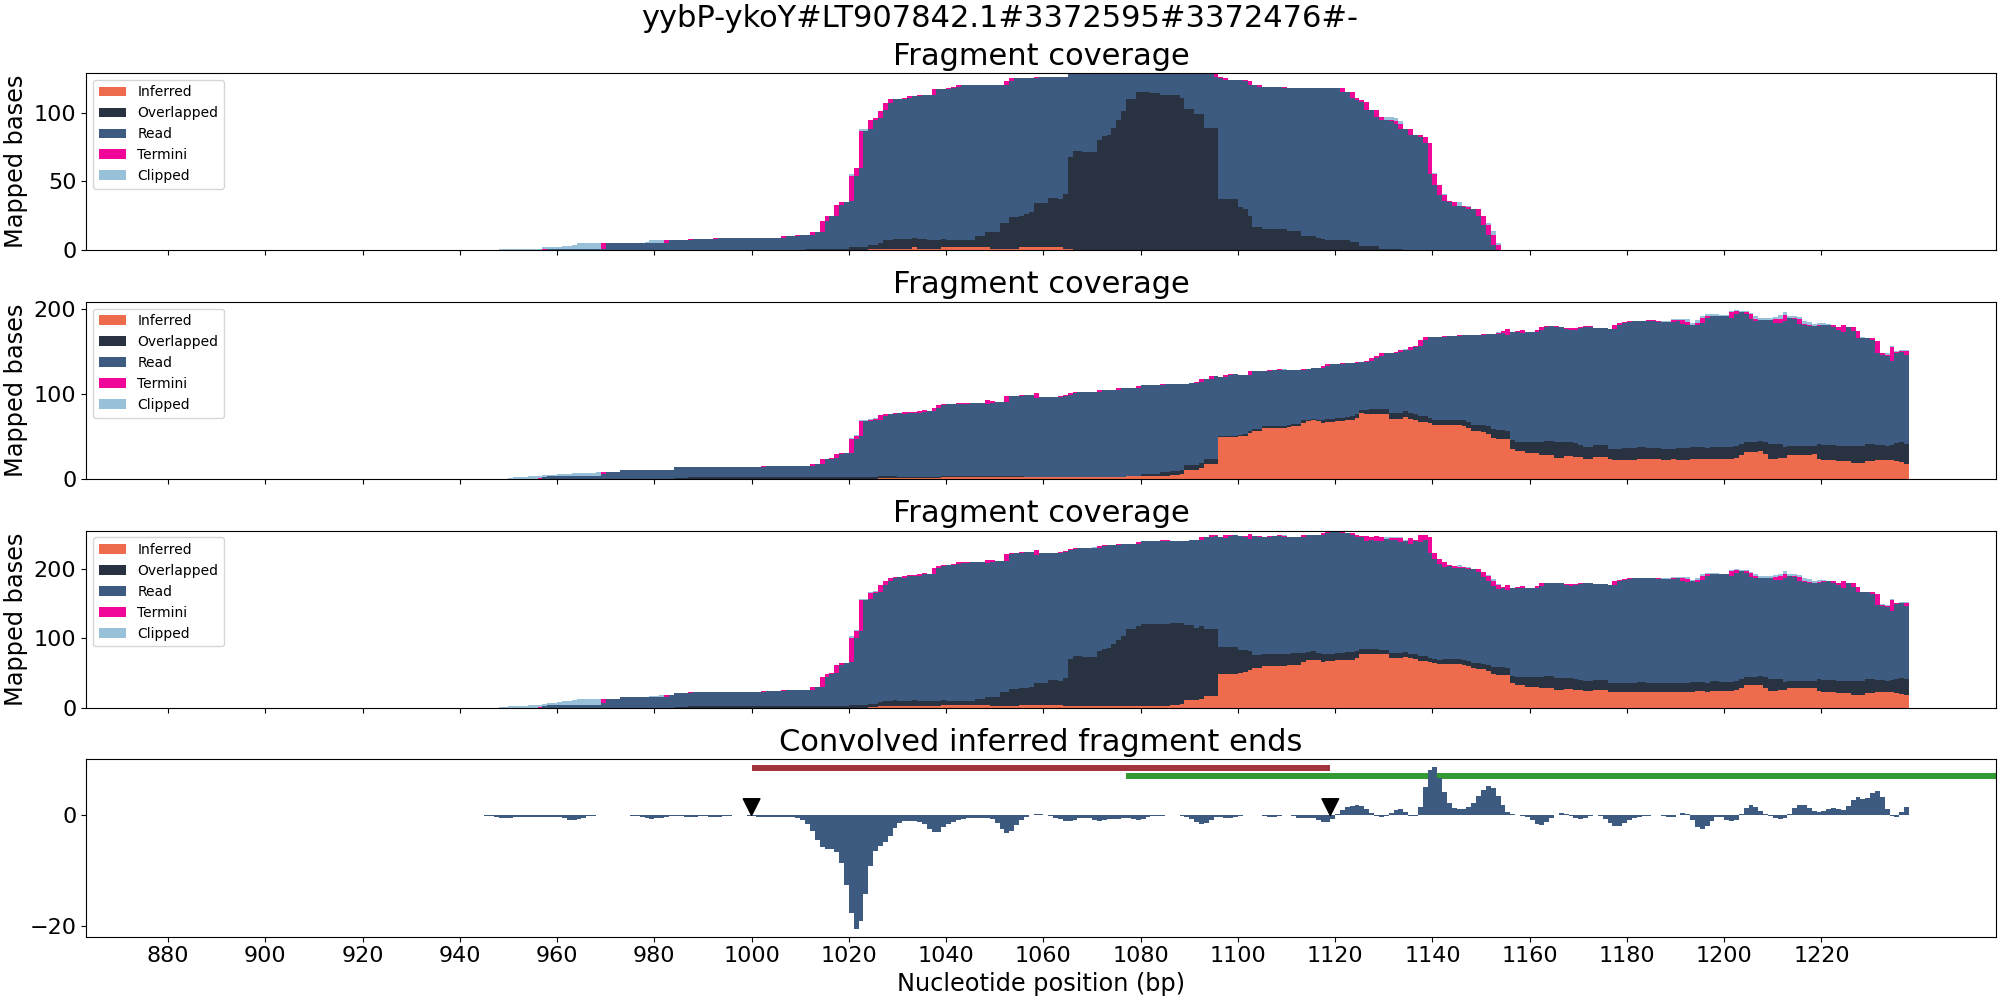 yybP-ykoY#LT907842.1#3372595#3372476#-
Fragment coverage
Mapped bases
100
50
0
Inferred
Overlapped
Read
Termini
Clipped
Fragment coverage
Mapped bases
200
100
0
Inferred
Overlapped
Read
Termini
Clipped
Fragment coverage
Mapped bases
200
100
0
Inferred
Overlapped
Read
Termini
Clipped
Convolved inferred fragment ends
0
−20
880 900 920 940 960 980 1000 1020 1040 1060 1080 1100 1120 1140 1160 1180 1200 1220
Nucleotide position (bp)